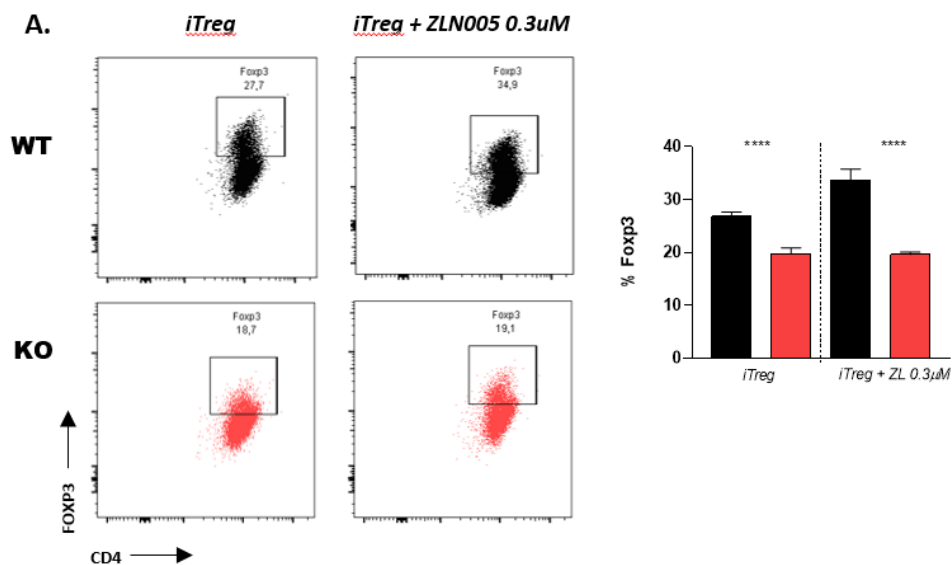 A.
iTreg
iTreg + ZLN005 0.3uM
WT
Foxp3
27,7
Foxp3
34,9
KO
Foxp3
18,7
Foxp3
19,1
FOXP3
CD4
% Foxp3
40
30
20
10
0
****
****
iTreg
iTreg + ZL 0.3µM